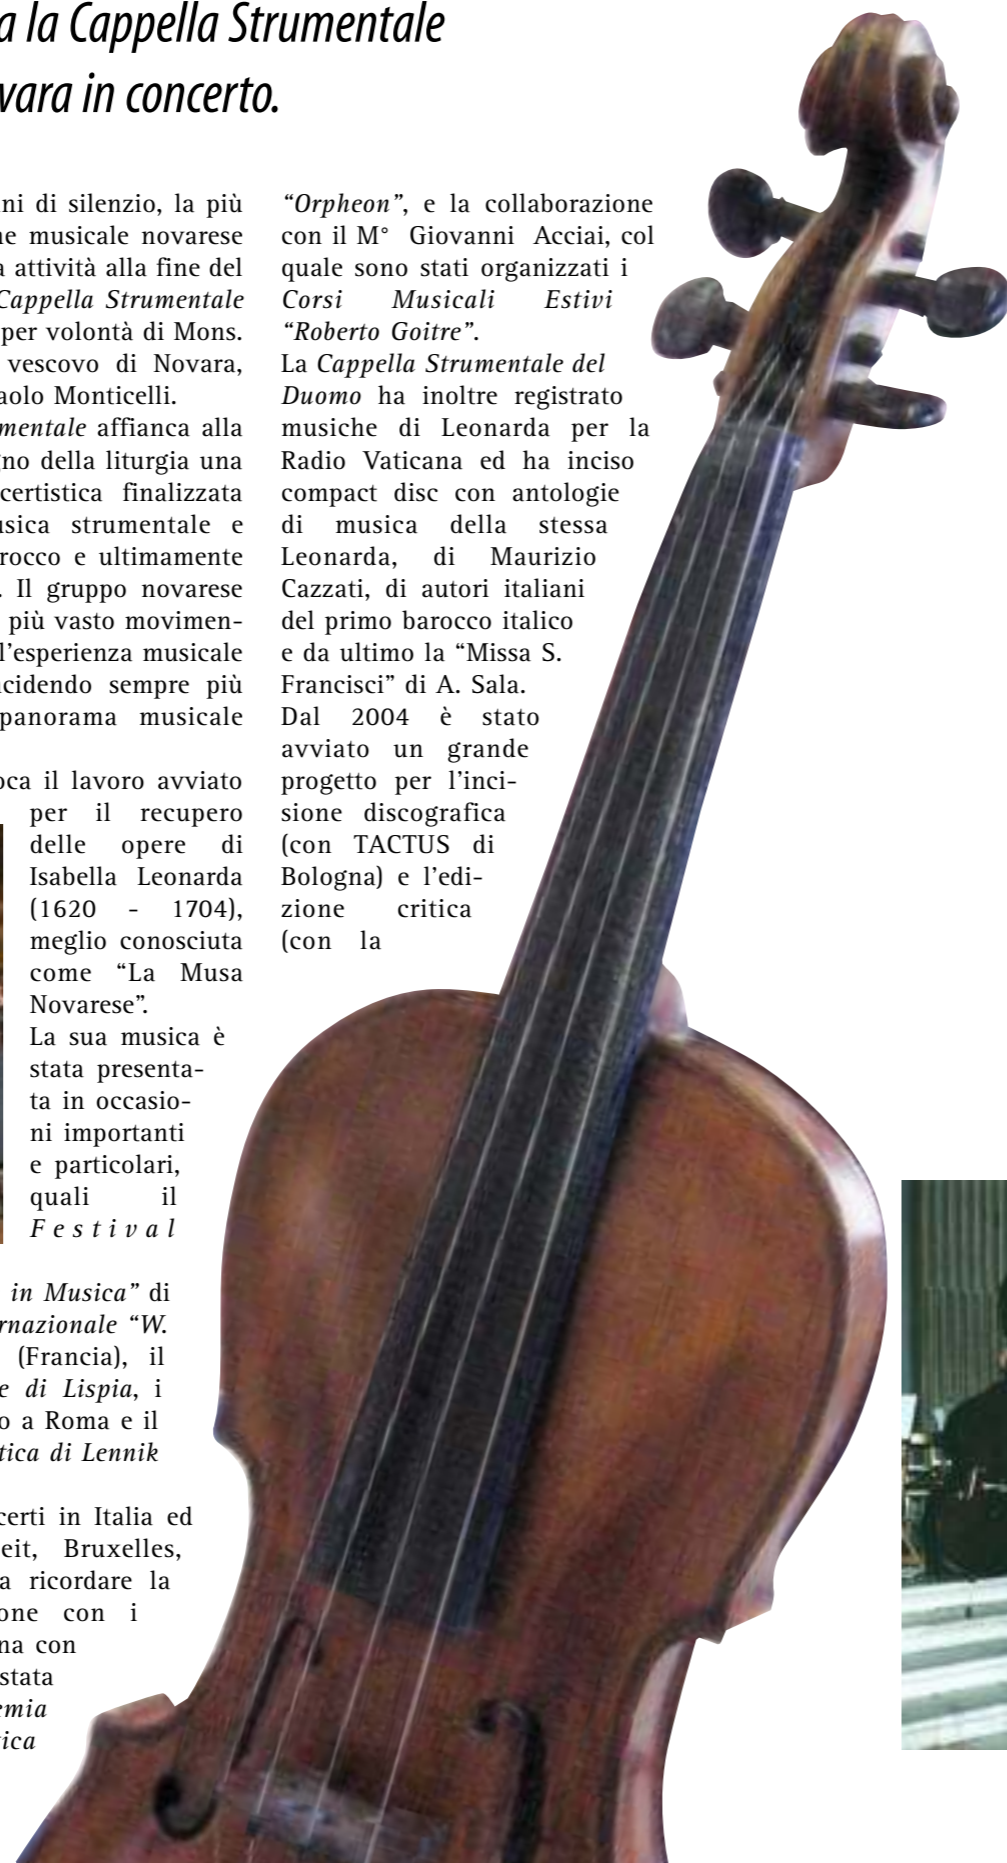 a la Cappella Strumentale
vara in concerto.
ni di silenzio, la più
ne musicale novarese
a attività alla fine del
Cappella Strumentale
per volontà di Mons.
vescovo di Novara,
aolo Monticelli.
mentale affianca alla
gno della liturgia una
certistica finalizzata
usica strumentale e
rocco e ultimamente
. Il gruppo novarese
più vasto movimen-
l'esperienza musicale
ncidendo sempre più
panorama musicale
oca il lavoro avviato
per il recupero
delle opere di
Isabella Leonarda
(1620 - 1704),
meglio conosciuta
come “La Musa
Novarese”.
La sua musica è
stata presenta-
ta in occasio-
ni importanti
e particolari,
quali il
Festival
in Musica” di
rnazionale “W.
(Francia), il
e di Lispia, i
o a Roma e il
tica di Lennik
certi in Italia ed
eit, Bruxelles,
a ricordare la
one con i
na con
stata
emia
tica
“Orpheon”, e la collaborazione
con il M° Giovanni Acciai, col
quale sono stati organizzati i
Corsi Musicali Estivi
“Roberto Goitre”.
La Cappella Strumentale del
Duomo ha inoltre registrato
musiche di Leonarda per la
Radio Vaticana ed ha inciso
compact disc con antologie
di musica della stessa
Leonarda, di Maurizio
Cazzati, di autori italiani
del primo barocco italico
e da ultimo la “Missa S.
Francisci” di A. Sala.
Dal 2004 è stato
avviato un grande
progetto per l'inci-
sione discografica
(con TACTUS di
Bologna) e l'edi-
zione critica
(con la